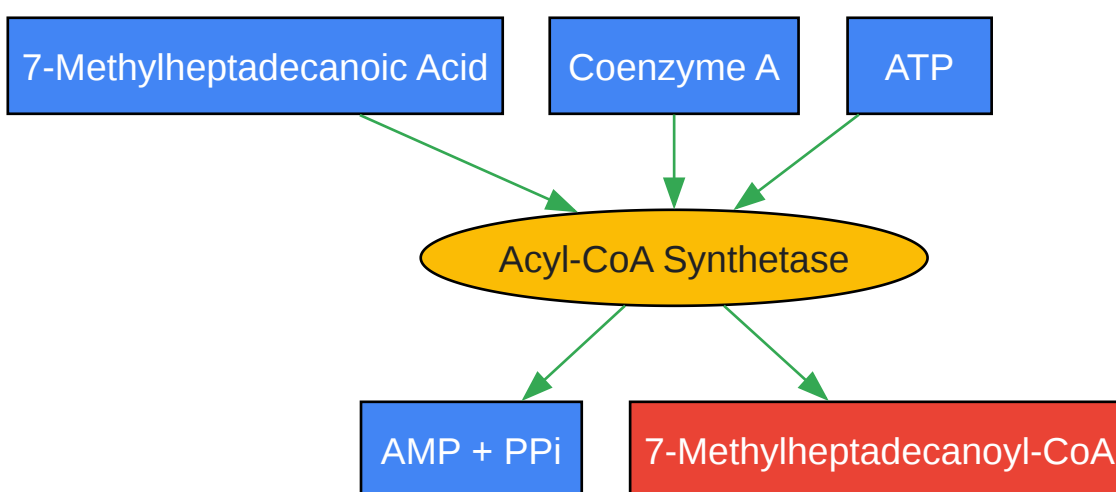 7-Methylheptadecanoic Acid
Coenzyme A
ATP
Acyl-CoA Synthetase
AMP + PPi
7-Methylheptadecanoyl-CoA